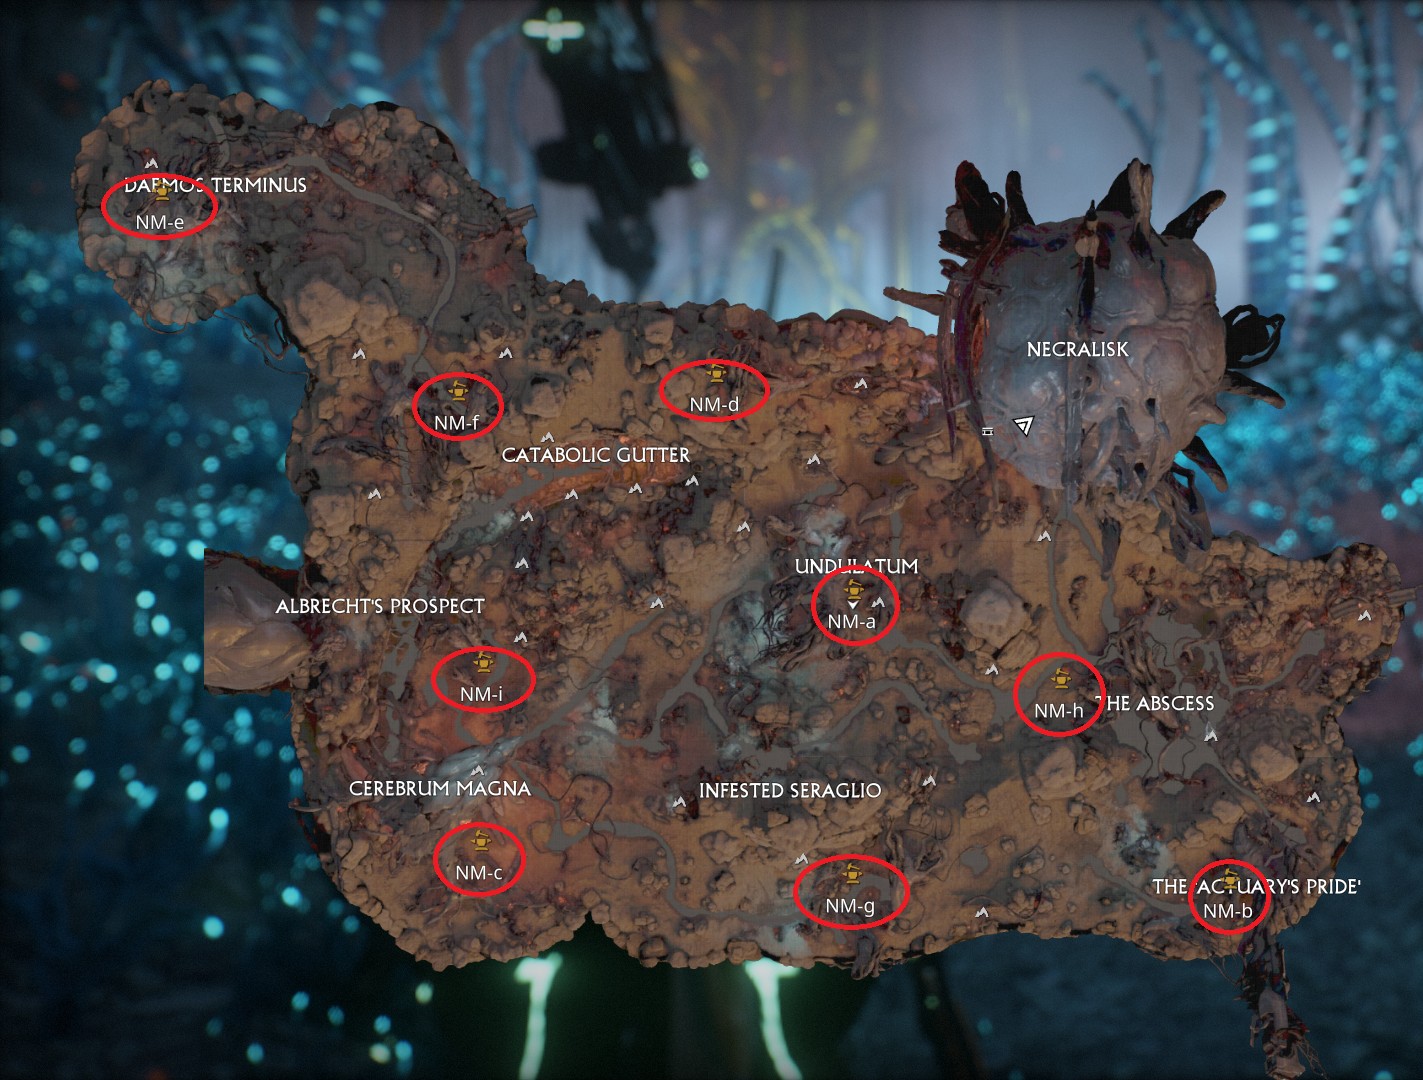 DAEMOS TERMINUS
NM-e
NECRALISK
NM-f
NM-d
CATABOLIC GUTTER
UNDULATUM
NM-a
ALBRECHT'S PROSPECT
NM-i
NM-h
THE ABSCESS
CEREBRUM MAGNA
INFESTED SERAGLIO
NM-c
NM-g
THE 'ACTUARY'S PRIDE'
NM-b